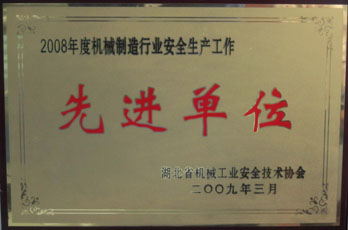 2008年度机械制造行业安全生产工作
先进单位
湖北省机械工业安全技术协会
二〇〇九年三月